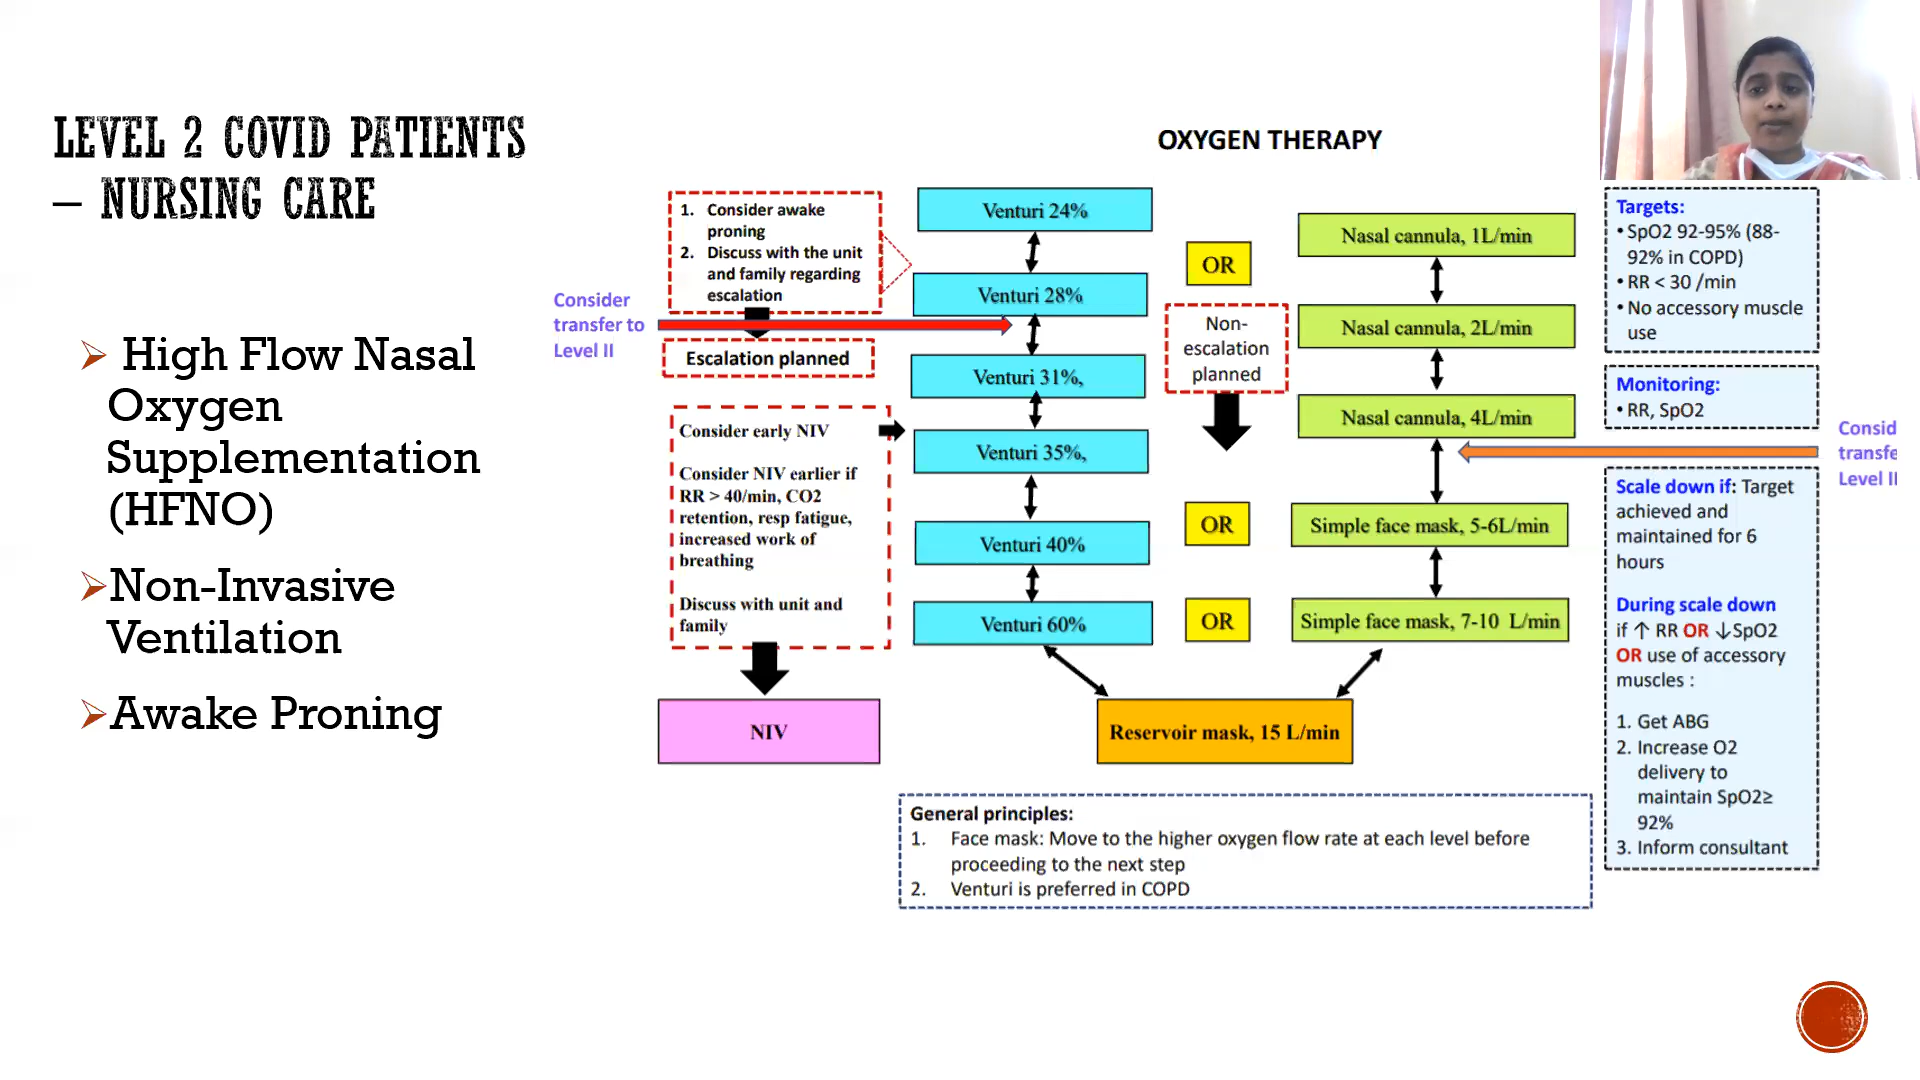 LEVEL 2 COVID PATIENTS
– NURSING CARE
➢ High Flow Nasal
Oxygen
Supplementation
(HFNO)
➢Non-Invasive
Ventilation
➢Awake Proning
OXYGEN THERAPY
1. Consider awake
proning
2. Discuss with the unit
and family regarding
escalation
Consider
transfer to
Level II
Escalation planned
Consider early NIV
Consider NIV earlier if
RR > 40/min, CO2
retention, resp fatigue,
increased work of
breathing
Discuss with unit and
family
NIV
Venturi 24%
Venturi 28%
Venturi 31%,
Venturi 35%,
Venturi 40%
Venturi 60%
OR
Non-
escalation
planned
OR
OR
Nasal cannula, 1L/min
Nasal cannula, 2L/min
Nasal cannula, 4L/min
Simple face mask, 5-6L/min
Simple face mask, 7-10 L/min
Reservoir mask, 15 L/min
General principles:
1. Face mask: Move to the higher oxygen flow rate at each level before
proceeding to the next step
2. Venturi is preferred in COPD
Targets:
• SpO2 92-95% (88-
92% in COPD)
• RR < 30 /min
• No accessory muscle
use
Monitoring:
• RR, SpO2
Consid
transfe
Level II
Scale down if: Target
achieved and
maintained for 6
hours
During scale down
if ↑ RR OR ↓SpO2
OR use of accessory
muscles :
1. Get ABG
2. Increase O2
delivery to
maintain SpO2≥
92%
3. Inform consultant